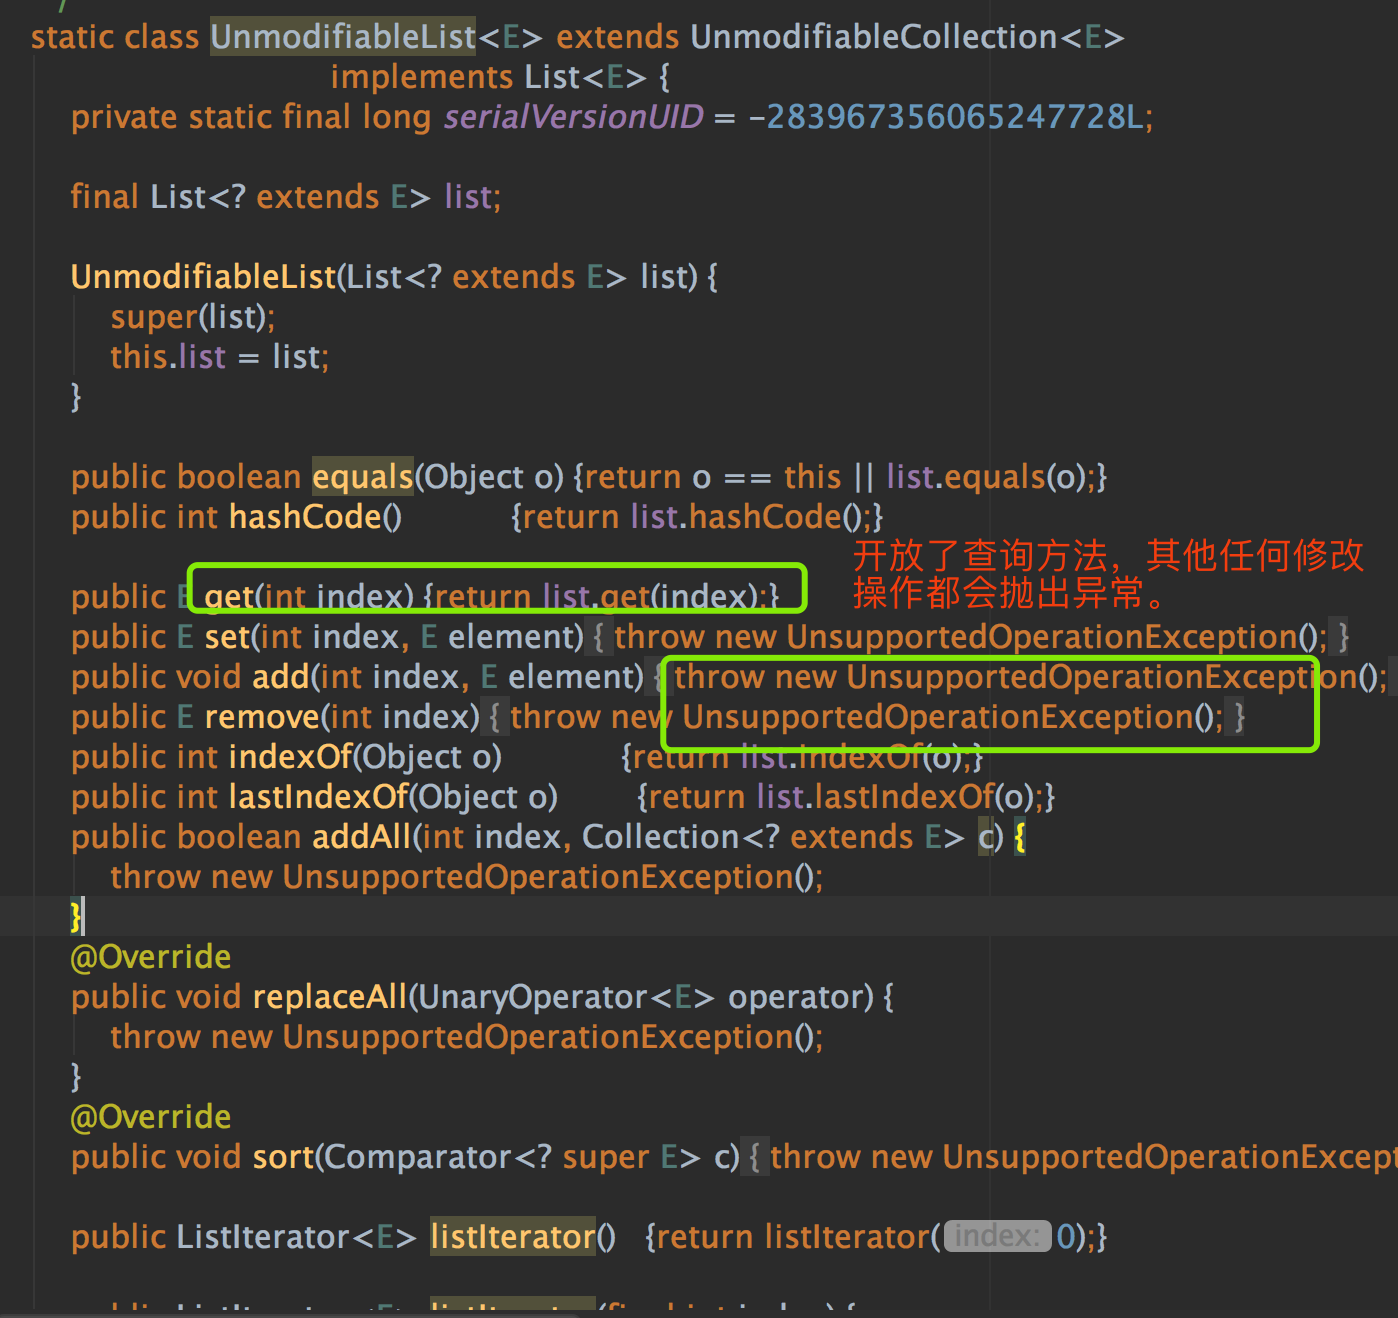 static class UnmodifiableList<E> extends UnmodifiableCollection<E>
implements List<E> {
private static final long serialVersionUID = -283967356065247728L;
final List<? extends E> list;
UnmodifiableList(List<? extends E> list) {
super(list);
this.list = list;
}
public boolean equals(Object o) {return o == this || list.equals(o);}
public int hashCode() {return list.hashCode();}
开放了查询方法，其他任何修改
操作都会抛出异常。
public E get(int index) {return list.get(index);}
public E set(int index, E element) { throw new UnsupportedOperationException(); }
public void add(int index, E element) { throw new UnsupportedOperationException();
public E remove(int index) { throw new UnsupportedOperationException(); }
public int indexOf(Object o) {return list.indexOf(o);}
public int lastIndexOf(Object o) {return list.lastIndexOf(o);}
public boolean addAll(int index, Collection<? extends E> c) {
throw new UnsupportedOperationException();
}
@Override
public void replaceAll(UnaryOperator<E> operator) {
throw new UnsupportedOperationException();
}
@Override
public void sort(Comparator<? super E> c) { throw new UnsupportedOperationExcept
public ListIterator<E> listIterator() {return listIterator( index: 0);}